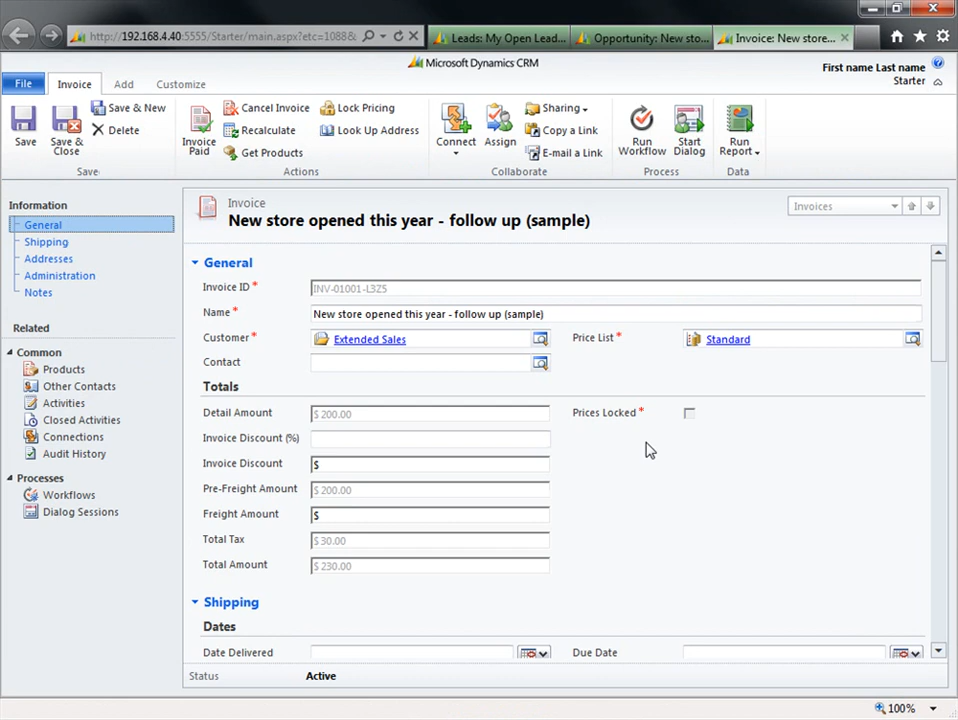 http://192.168.4.40:5555/Starter/main.aspx?etc=1088&
Leads: My Open Lead...
Opportunity: New sto...
Invoice: New store...
Microsoft Dynamics CRM
File
Invoice
Add
Customize
First name Last name
Starter
Save
Save & Close
Save & New
Delete
Save
Invoice Paid
Cancel Invoice
Recalculate
Get Products
Lock Pricing
Look Up Address
Actions
Connect
Assign
Sharing
Copy a Link
E-mail a Link
Collaborate
Run Workflow
Start Dialog
Process
Run Report
Data
Information
General
Shipping
Addresses
Administration
Notes
Related
Common
Products
Other Contacts
Activities
Closed Activities
Connections
Audit History
Processes
Workflows
Dialog Sessions
Invoice
New store opened this year - follow up (sample)
Invoices
General
Invoice ID * INV-01001-L3Z5
Name * New store opened this year - follow up (sample)
Customer * Extended Sales
Price List * Standard
Contact
Totals
Detail Amount $ 200.00
Prices Locked *
Invoice Discount (%)
Invoice Discount $
Pre-Freight Amount $ 200.00
Freight Amount $
Total Tax $ 30.00
Total Amount $ 230.00
Shipping
Dates
Date Delivered
Due Date
Status Active
100%